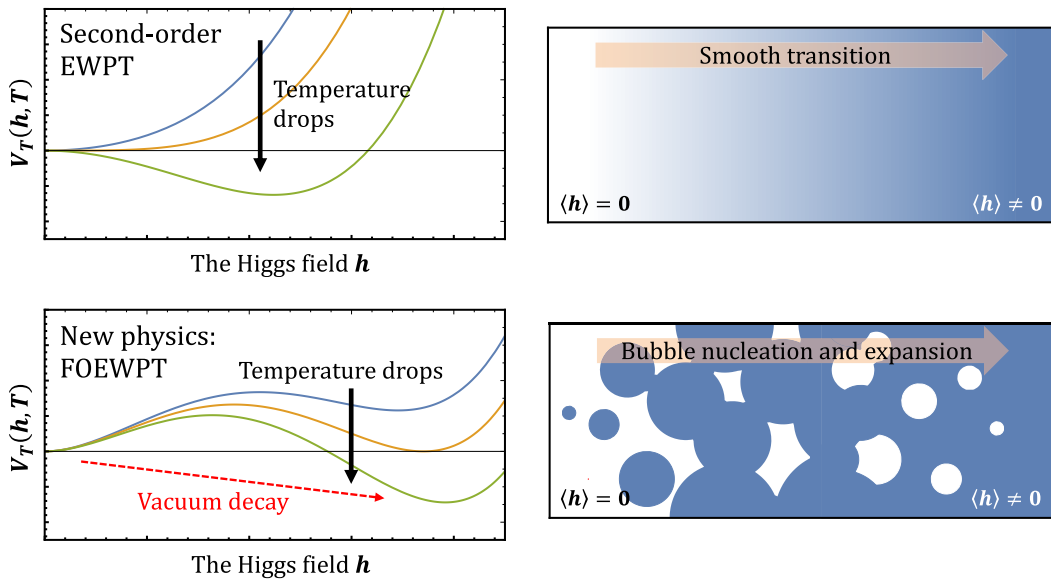 Second-order
EWPT
Temperature
drops
V_T(h, T)
The Higgs field h
Smooth transition
⟨h⟩ = 0
⟨h⟩ ≠ 0
New physics:
FOEWPT
Temperature drops
Vacuum decay
V_T(h, T)
The Higgs field h
Bubble nucleation and expansion
⟨h⟩ = 0
⟨h⟩ ≠ 0